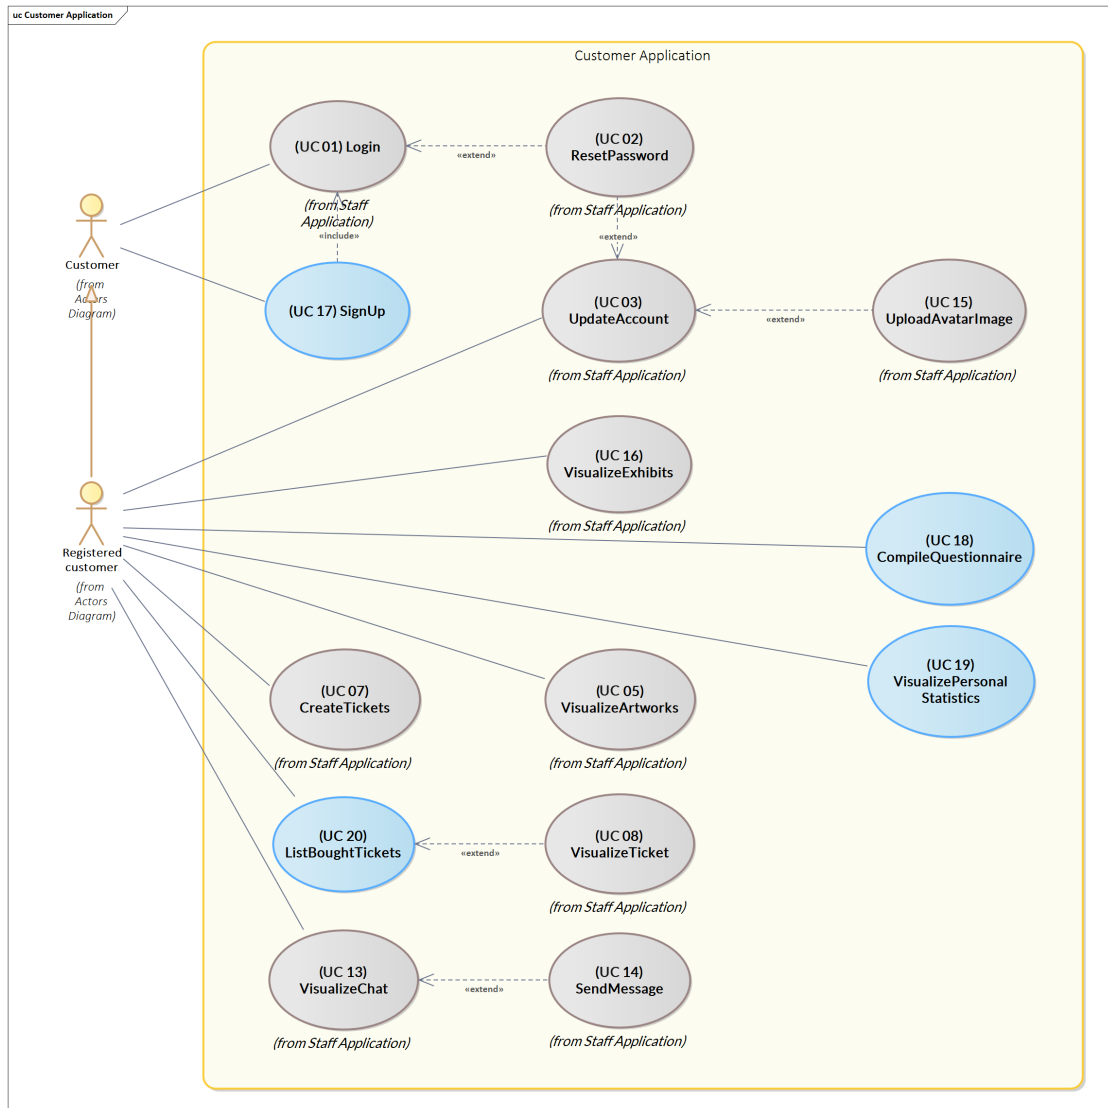 uc Customer Application
Customer Application
(UC 01) Login
(from Staff
Application)
«extend»
(UC 02)
ResetPassword
(from Staff Application)
«include»
«extend»
Customer
(from
Actors
Diagram)
(UC 17) SignUp
(UC 03)
UpdateAccount
(from Staff Application)
«extend»
(UC 15)
UploadAvatarImage
(from Staff Application)
(UC 16)
VisualizeExhibits
(from Staff Application)
Registered
customer
(from
Actors
Diagram)
(UC 18)
CompileQuestionnaire
(UC 19)
VisualizePersonal
Statistics
(UC 07)
CreateTickets
(from Staff Application)
(UC 05)
VisualizeArtworks
(from Staff Application)
(UC 20)
ListBoughtTickets
«extend»
(UC 08)
VisualizeTicket
(from Staff Application)
(UC 13)
VisualizeChat
(from Staff Application)
«extend»
(UC 14)
SendMessage
(from Staff Application)